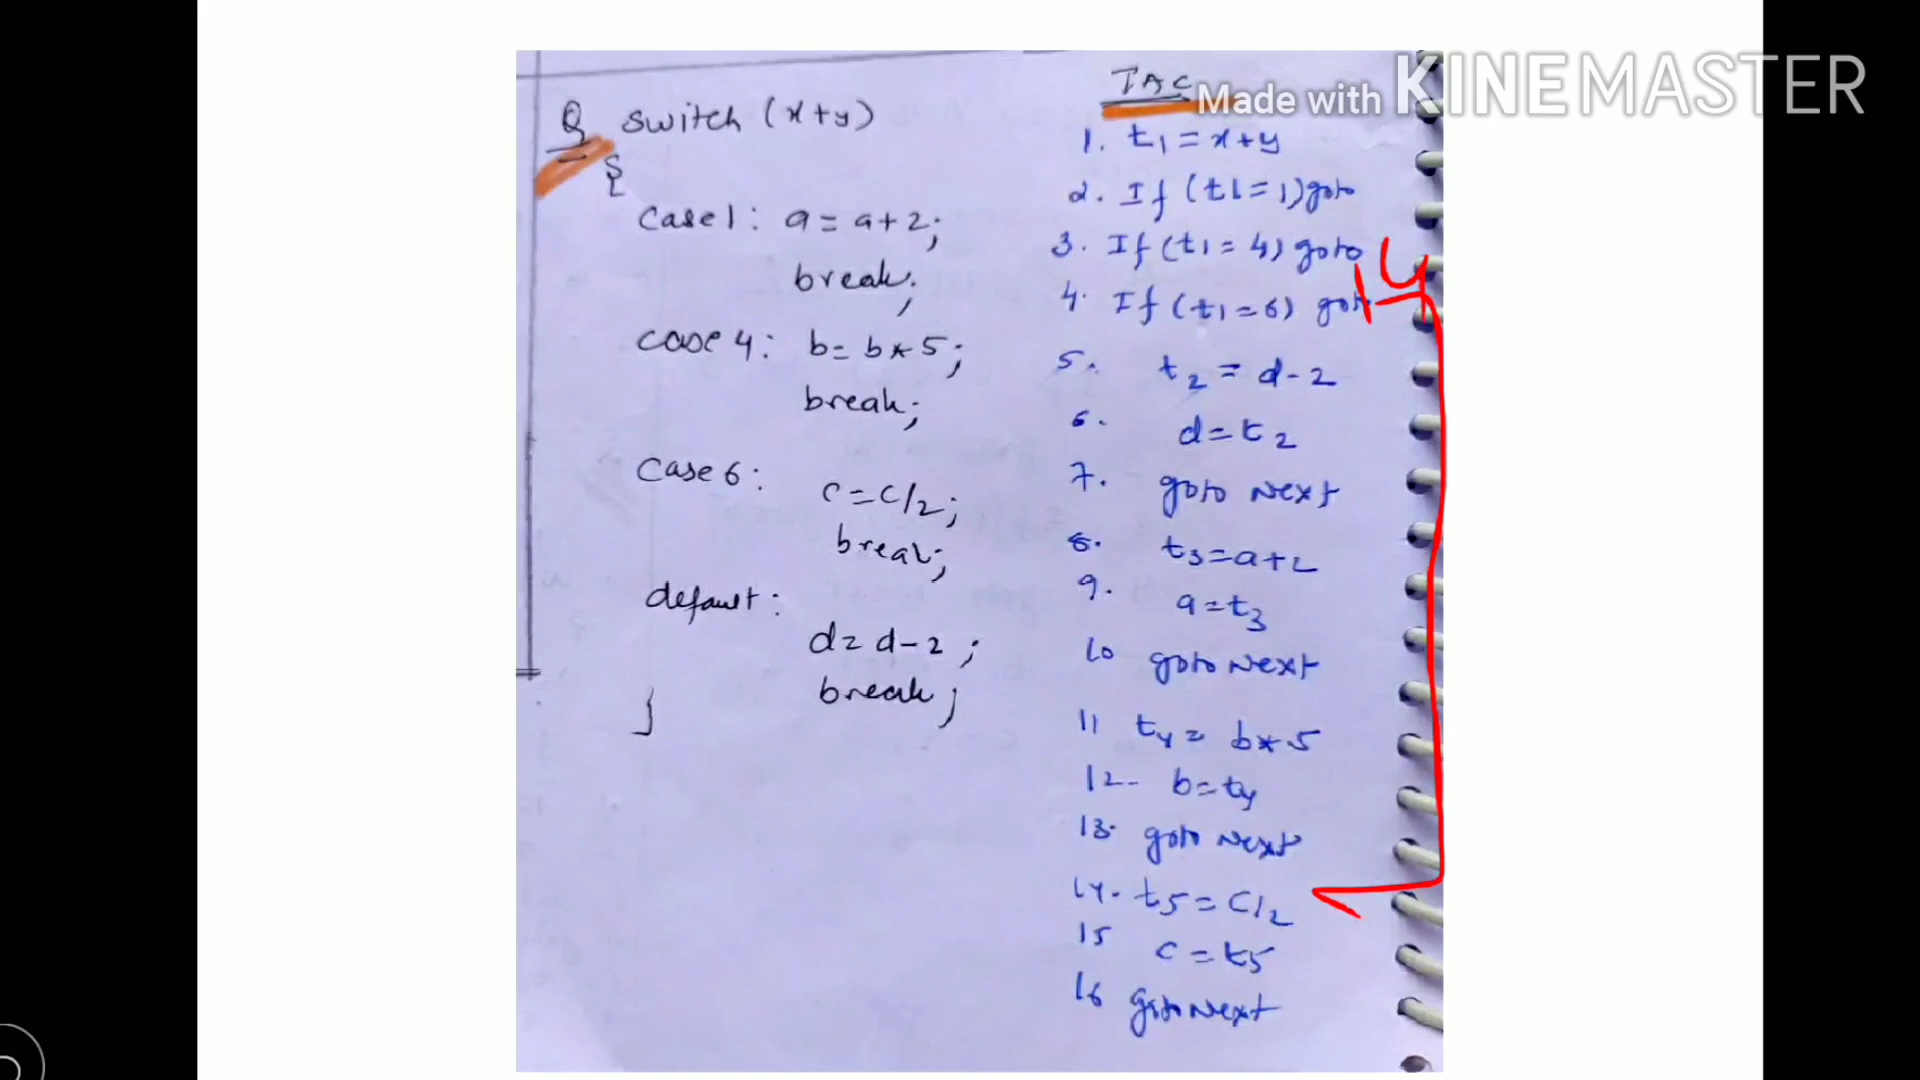 Q switch (x+y)
{
case 1: a = a+2;
break;
case 4: b = b*5;
break;
case 6:
c = c/2;
break;
default:
d = d-2;
break;
}
TAC
1. t1 = x+y
2. If (t1 = 1) goto
3. If (t1 = 4) goto
4. If (t1 = 6) goto 14
5. t2 = d-2
6. d = t2
7. goto Next
8. t3 = a+2
9. a = t3
10 goto Next
11 t4 = b*5
12- b = t4
13. goto Next
14. t5 = C/2
15 c = t5
16 goto Next
Made with KINEMASTER